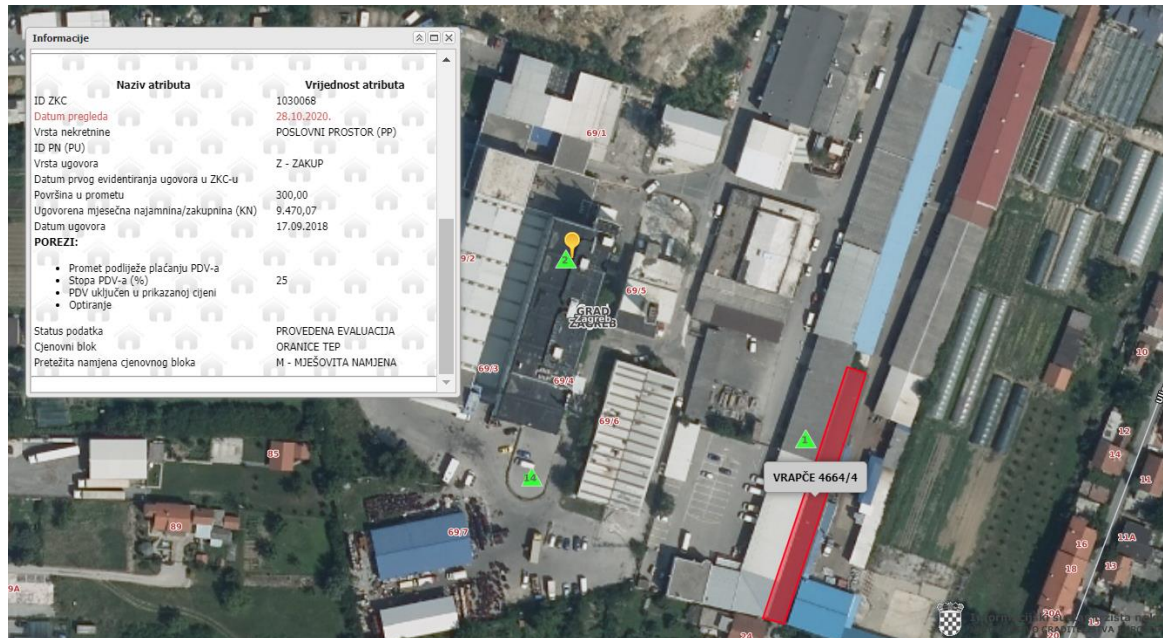 Informacije
Naziv atributa Vrijednost atributa
ID ZKC 1030068
Datum pregleda 28.10.2020.
Vrsta nekretnine POSLOVNI PROSTOR (PP)
ID PN (PU)
Vrsta ugovora Z - ZAKUP
Datum prvog evidentiranja ugovora u ZKC-u
Površina u prometu 300,00
Ugovorena mjesečna najamnina/zakupnina (KN) 9.470,07
Datum ugovora 17.09.2018
POREZI:
• Promet podliježe plaćanju PDV-a
• Stopa PDV-a (%) 25
• PDV uključen u prikazanoj cijeni
• Optiranje
Status podatka PROVEDENA EVALUACIJA
Cjenovni blok ORANICE TEP
Pretežita namjena cjenovnog bloka M - MJEŠOVITA NAMJENA
69/1
2
9/2
69/5
GRAD
ZAGREB
Zagreb
10
69/3
69/4
69/6
12
1
14
85
VRAPČE 4664/4
14
11
89
69/7
11A
16
18
13
9A
20A
20